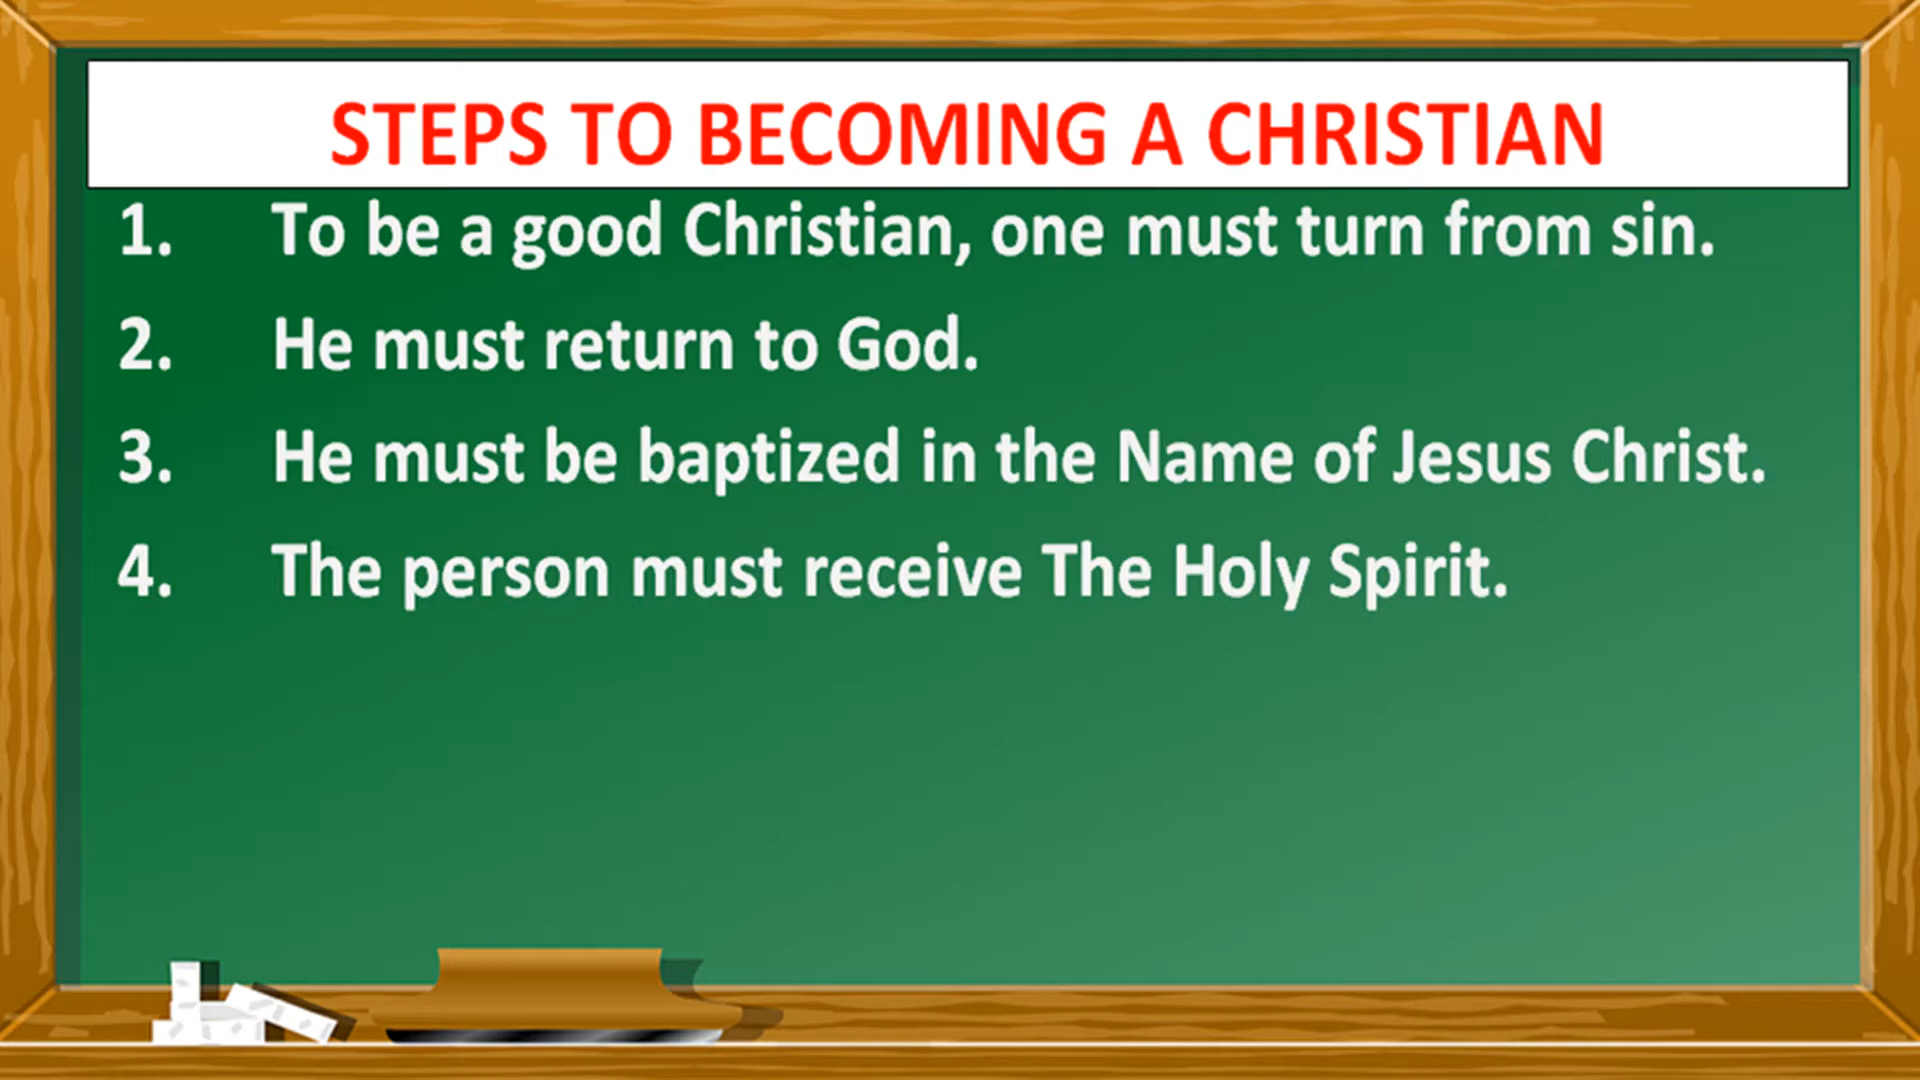 STEPS TO BECOMING A CHRISTIAN
1. To be a good Christian, one must turn from sin.
2. He must return to God.
3. He must be baptized in the Name of Jesus Christ.
4. The person must receive The Holy Spirit.